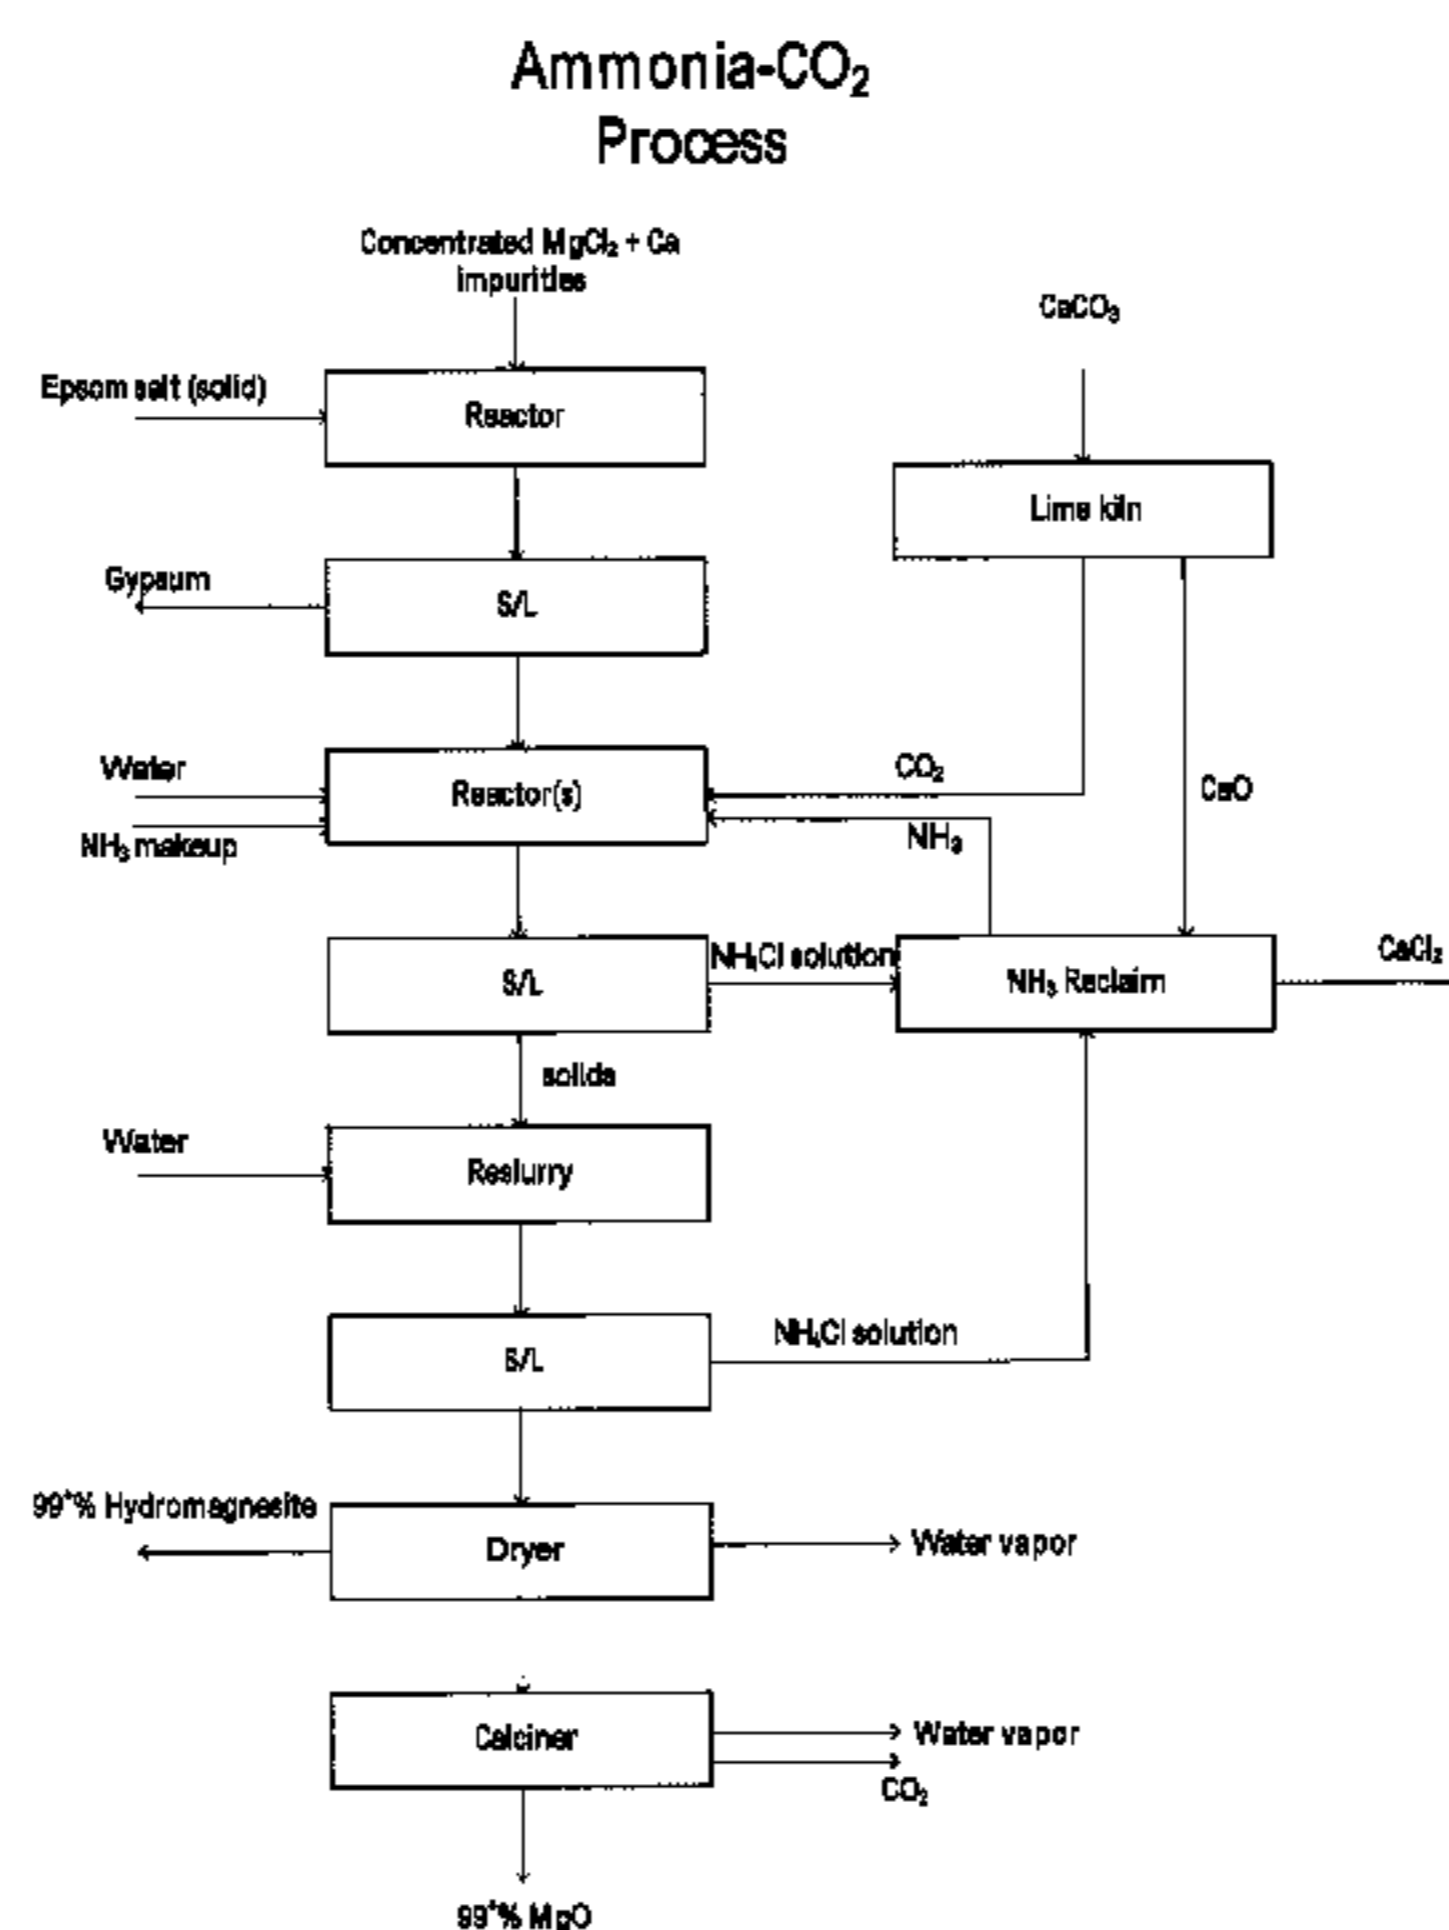 Ammonia-CO₂
Process
Concentrated MgCl₂ + Ca
impurities
CaCO₃
Epsom salt (solid)
Reactor
Lime kiln
Gypsum
S/L
Water
Reactor(s)
CO₂
CaO
NH₃ makeup
NH₃
S/L
NH₄Cl solution
NH₃ Reclaim
CaCl₂
solids
Water
Reslurry
S/L
NH₄Cl solution
99⁺% Hydromagnesite
Dryer
Water vapor
Calciner
Water vapor
CO₂
99⁺% MgO